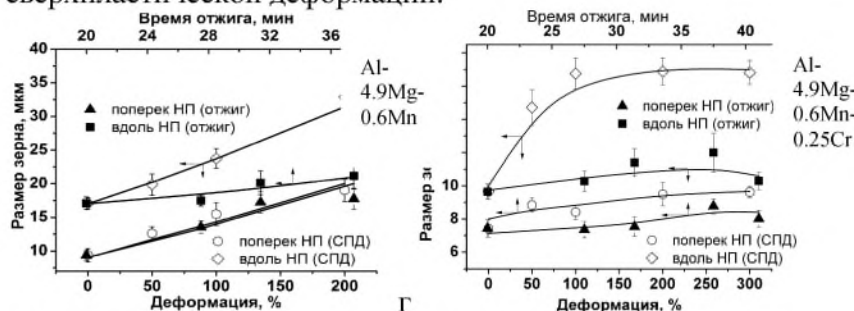 сверхпластической деформации.
Время отжига, мин
20 24 28 32 36
Размер зерна, мкм
40
35
30
25
20
15
10
поперек НП (отжиг)
вдоль НП (отжиг)
поперек НП (СПД)
вдоль НП (СПД)
0 50 100 150 200
Деформация, %
Al-
4.9Mg-
0.6Mn
Г
Время отжига, мин
20 25 30 35 40
Размер
10
8
6
поперек НП (отжиг)
вдоль НП (отжиг)
поперек НП (СПД)
вдоль НП (СПД)
0 50 100 150 200 250 300
Деформация, %
Al-
4.9Mg-
0.6Mn-
0.25Cr